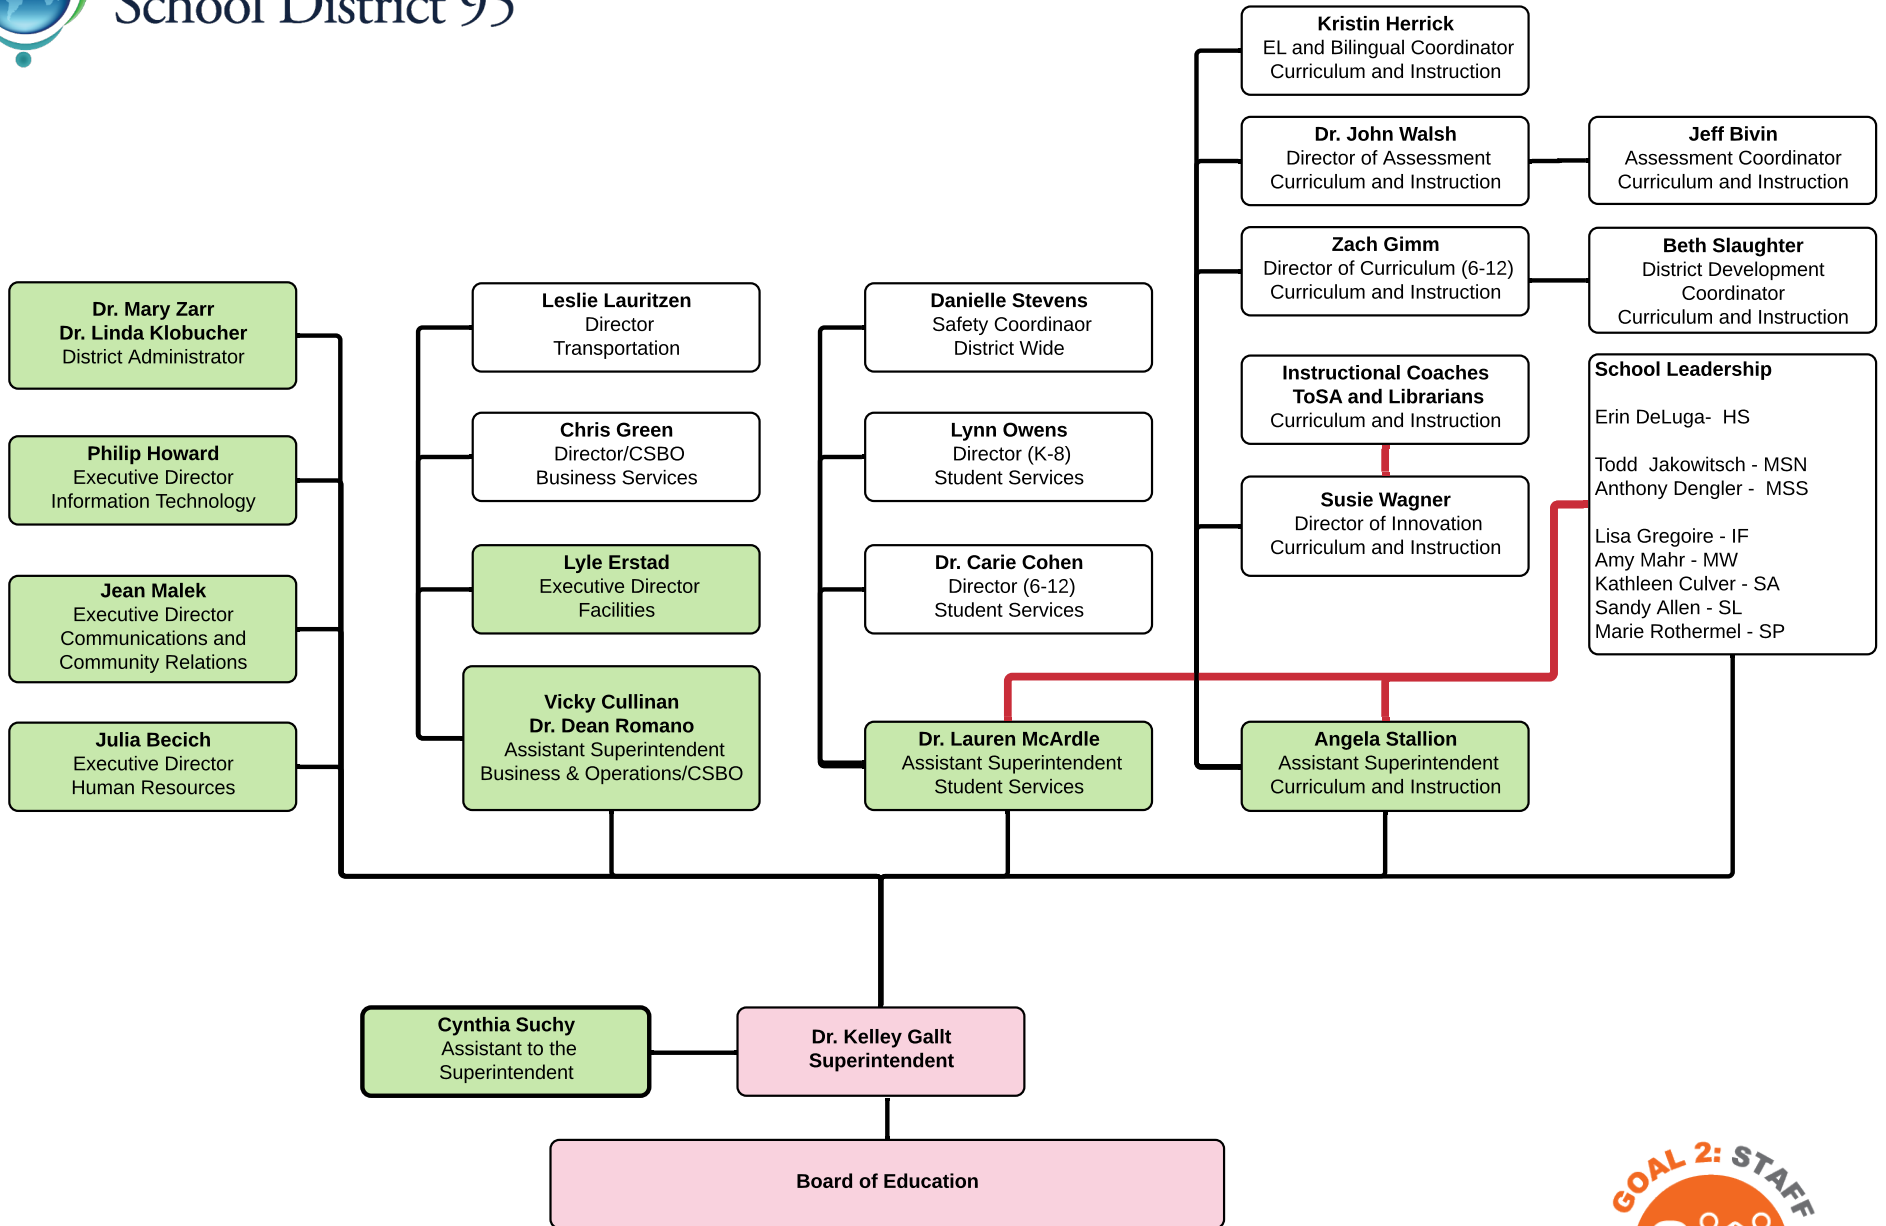 School District 95
Kristin Herrick
EL and Bilingual Coordinator
Curriculum and Instruction
Dr. John Walsh
Director of Assessment
Curriculum and Instruction
Jeff Bivin
Assessment Coordinator
Curriculum and Instruction
Zach Gimm
Director of Curriculum (6-12)
Curriculum and Instruction
Beth Slaughter
District Development
Coordinator
Curriculum and Instruction
Dr. Mary Zarr
Dr. Linda Klobucher
District Administrator
Leslie Lauritzen
Director
Transportation
Danielle Stevens
Safety Coordinaor
District Wide
Instructional Coaches
ToSA and Librarians
Curriculum and Instruction
School Leadership
Erin DeLuga-  HS
Todd  Jakowitsch - MSN
Anthony Dengler -  MSS
Lisa Gregoire - IF
Amy Mahr - MW
Kathleen Culver - SA
Sandy Allen - SL
Marie Rothermel - SP
Philip Howard
Executive Director
Information Technology
Chris Green
Director/CSBO
Business Services
Lynn Owens
Director (K-8)
Student Services
Susie Wagner
Director of Innovation
Curriculum and Instruction
Jean Malek
Executive Director
Communications and
Community Relations
Lyle Erstad
Executive Director
Facilities
Dr. Carie Cohen
Director (6-12)
Student Services
Julia Becich
Executive Director
Human Resources
Vicky Cullinan
Dr. Dean Romano
Assistant Superintendent
Business & Operations/CSBO
Dr. Lauren McArdle
Assistant Superintendent
Student Services
Angela Stallion
Assistant Superintendent
Curriculum and Instruction
Cynthia Suchy
Assistant to the
Superintendent
Dr. Kelley Gallt
Superintendent
Board of Education
GOAL 2: STAFF